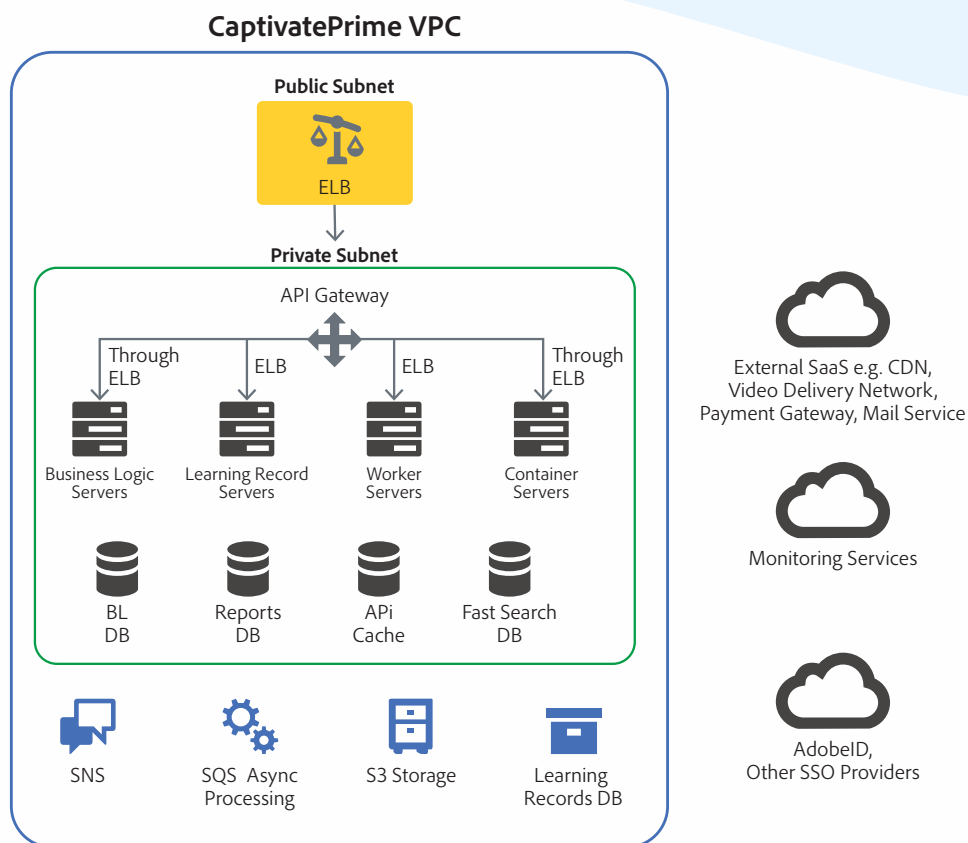 CaptivatePrime VPC
Public Subnet
ELB
Private Subnet
API Gateway
Through
ELB
ELB
ELB
Through
ELB
Business Logic
Servers
Learning Record
Servers
Worker
Servers
Container
Servers
BL
DB
Reports
DB
APi
Cache
Fast Search
DB
SNS
SQS Async
Processing
S3 Storage
Learning
Records DB
External SaaS e.g. CDN,
Video Delivery Network,
Payment Gateway, Mail Service
Monitoring Services
AdobeID,
Other SSO Providers